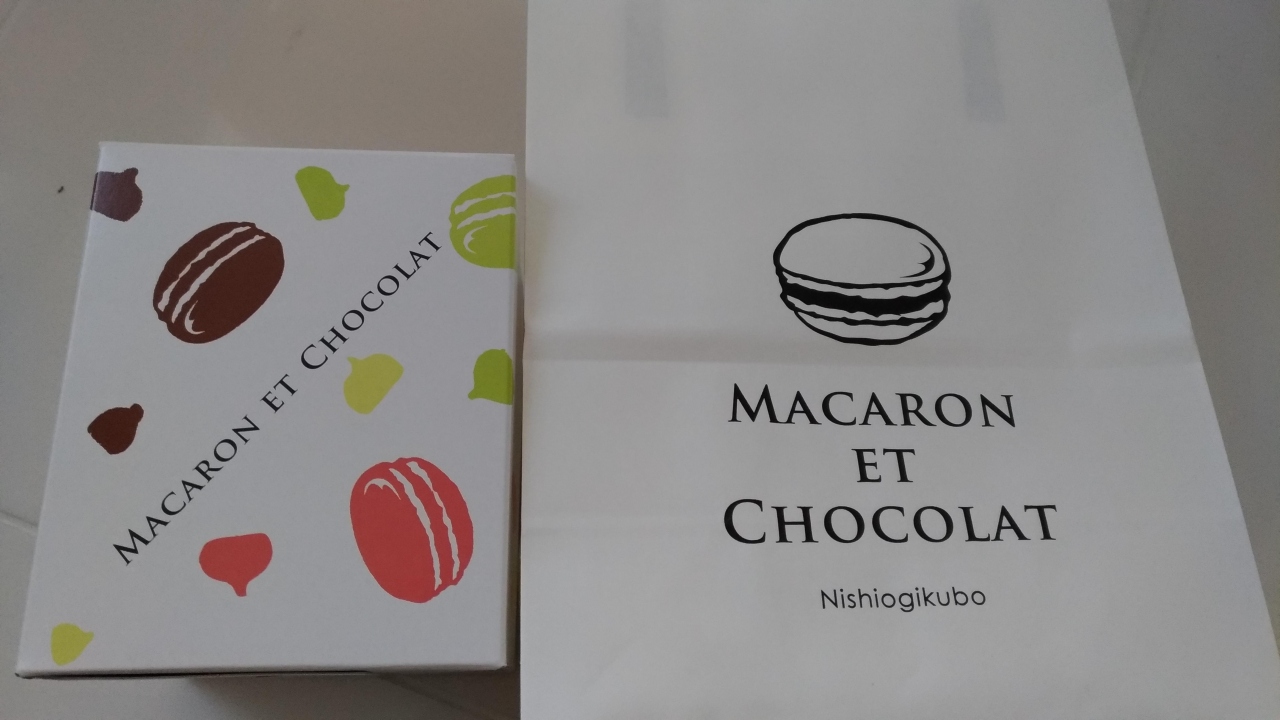 MACARON ET CHOCOLAT
MACARON
ET
CHOCOLAT
Nishiogikubo